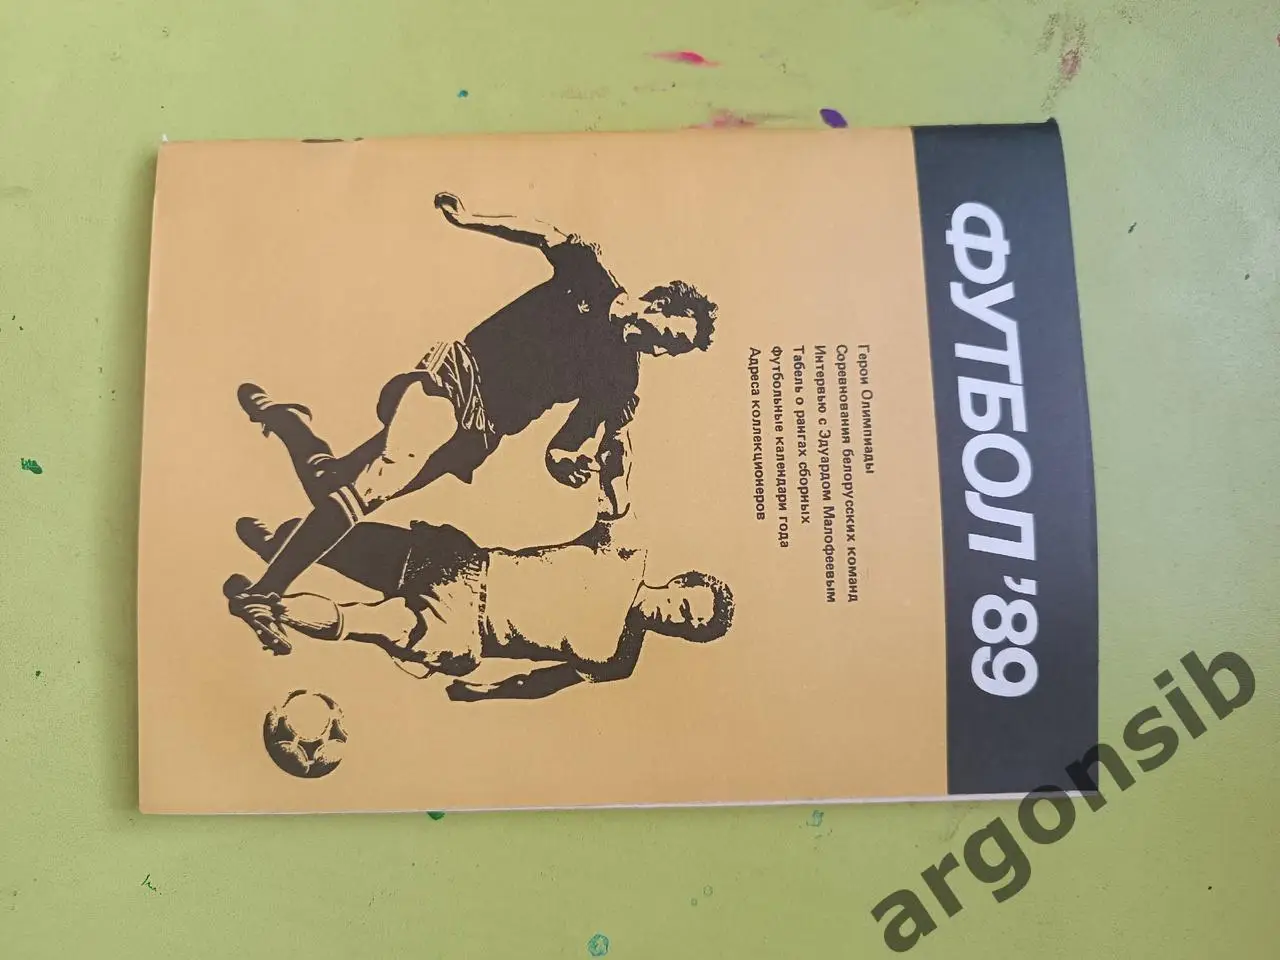 ФУТБОЛ '89
Герои Олимпиады
Соревнования белорусских команд
Интервью с Эдуардом Малофеевым
Табель о рангах сборных
Футбольные календари года
Адреса коллекционеров
argonsib